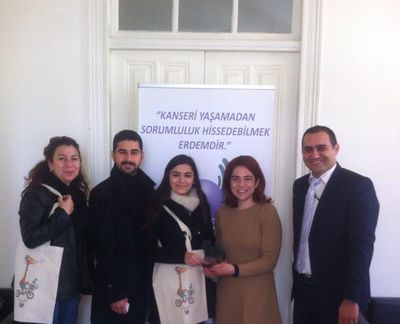 “KANSERİ YAŞAMADAN
SORUMLULUK HİSSEDEBİLMEK
ERDEMDİR.”